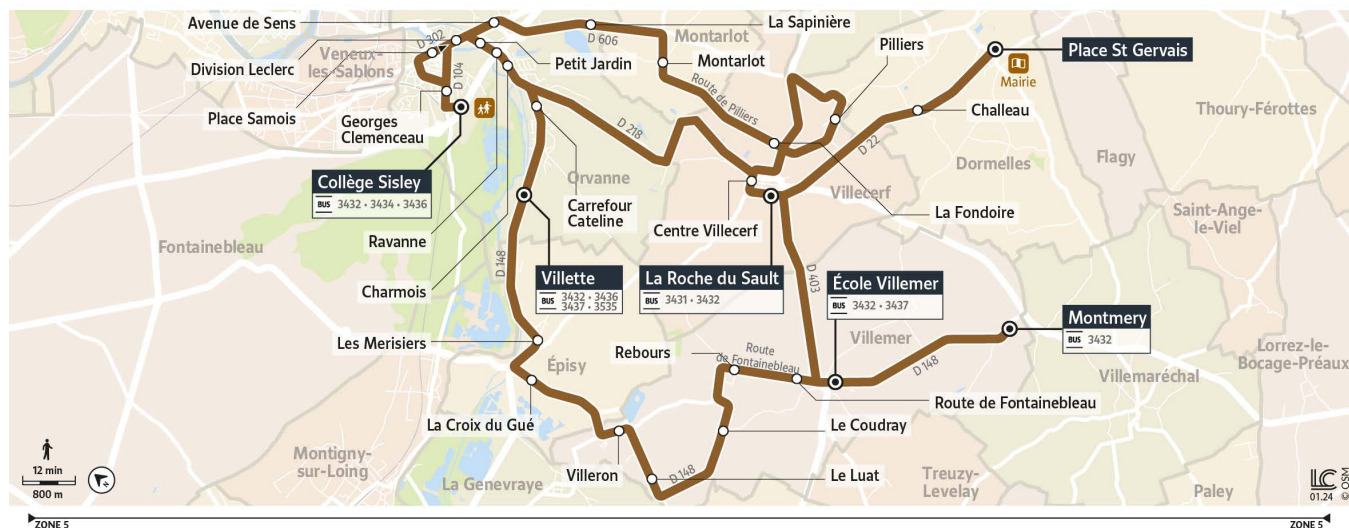 Avenue de Sens
La Sapinière
D 302
D 606
Montarlot
Pilliers
Place St Gervais
Veneux-
les-Sablons
Division Leclerc
Petit Jardin
Montarlot
Mairie
D 104
Route de Pilliers
Thoury-Férottes
Place Samois
Georges
Clemenceau
D 218
Challeau
D 22
Flagy
Dormelles
Collège Sisley
BUS 3432 • 3434 • 3436
Orvanne
Villecerf
Carrefour
Cateline
Centre Villecerf
La Fondoire
Saint-Ange-
le-Viel
Ravanne
Fontainebleau
D 148
Villette
BUS 3432 • 3436
3437 • 3535
La Roche du Sault
BUS 3431 • 3432
D 403
École Villemer
BUS 3432 • 3437
Charmois
Montmery
BUS 3432
Les Merisiers
Villemer
Rebours
Route
de Fontainebleau
D 148
Lorrez-le-
Bocage-Préaux
Épisy
Villemaréchal
Route de Fontainebleau
La Croix du Gué
Le Coudray
Montigny-
sur-Loing
Villeron
D 148
Le Luat
La Genevraye
Treuzy-
Levelay
Paley
12 min
800 m
LC
01.24
© OSM
ZONE 5
ZONE 5